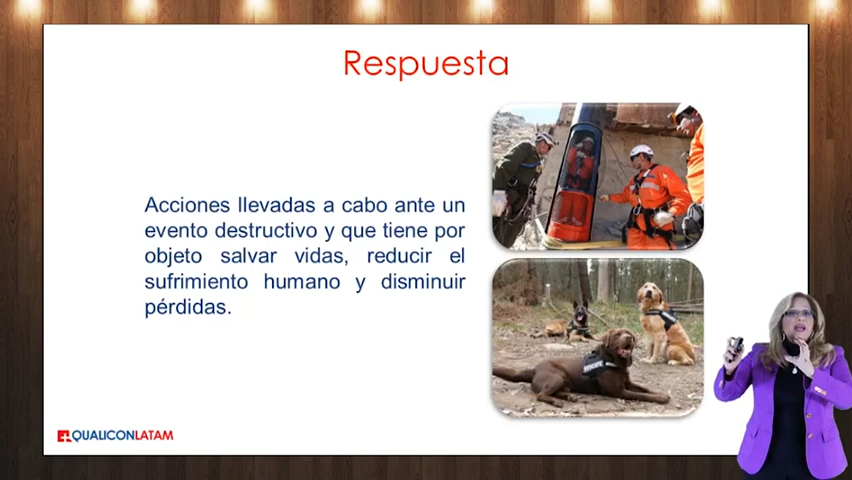 Respuesta
Acciones llevadas a cabo ante un
evento destructivo y que tiene por
objeto salvar vidas, reducir el
sufrimiento humano y disminuir
pérdidas.
QUALICONLATAM